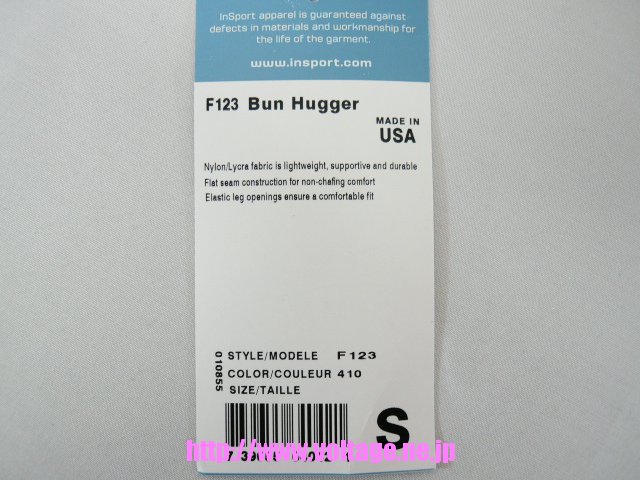 InSport apparel is guaranteed against
defects in materials and workmanship for
the life of the garment.
www.insport.com
F123 Bun Hugger
MADE IN
USA
Nylon/Lycra fabric is lightweight, supportive and durable
Flat seam construction for non-chafing comfort
Elastic leg openings ensure a comfortable fit
010855
STYLE/MODELE F123
COLOR/COULEUR 410
SIZE/TAILLE
S
http://www.voltage.ne.jp